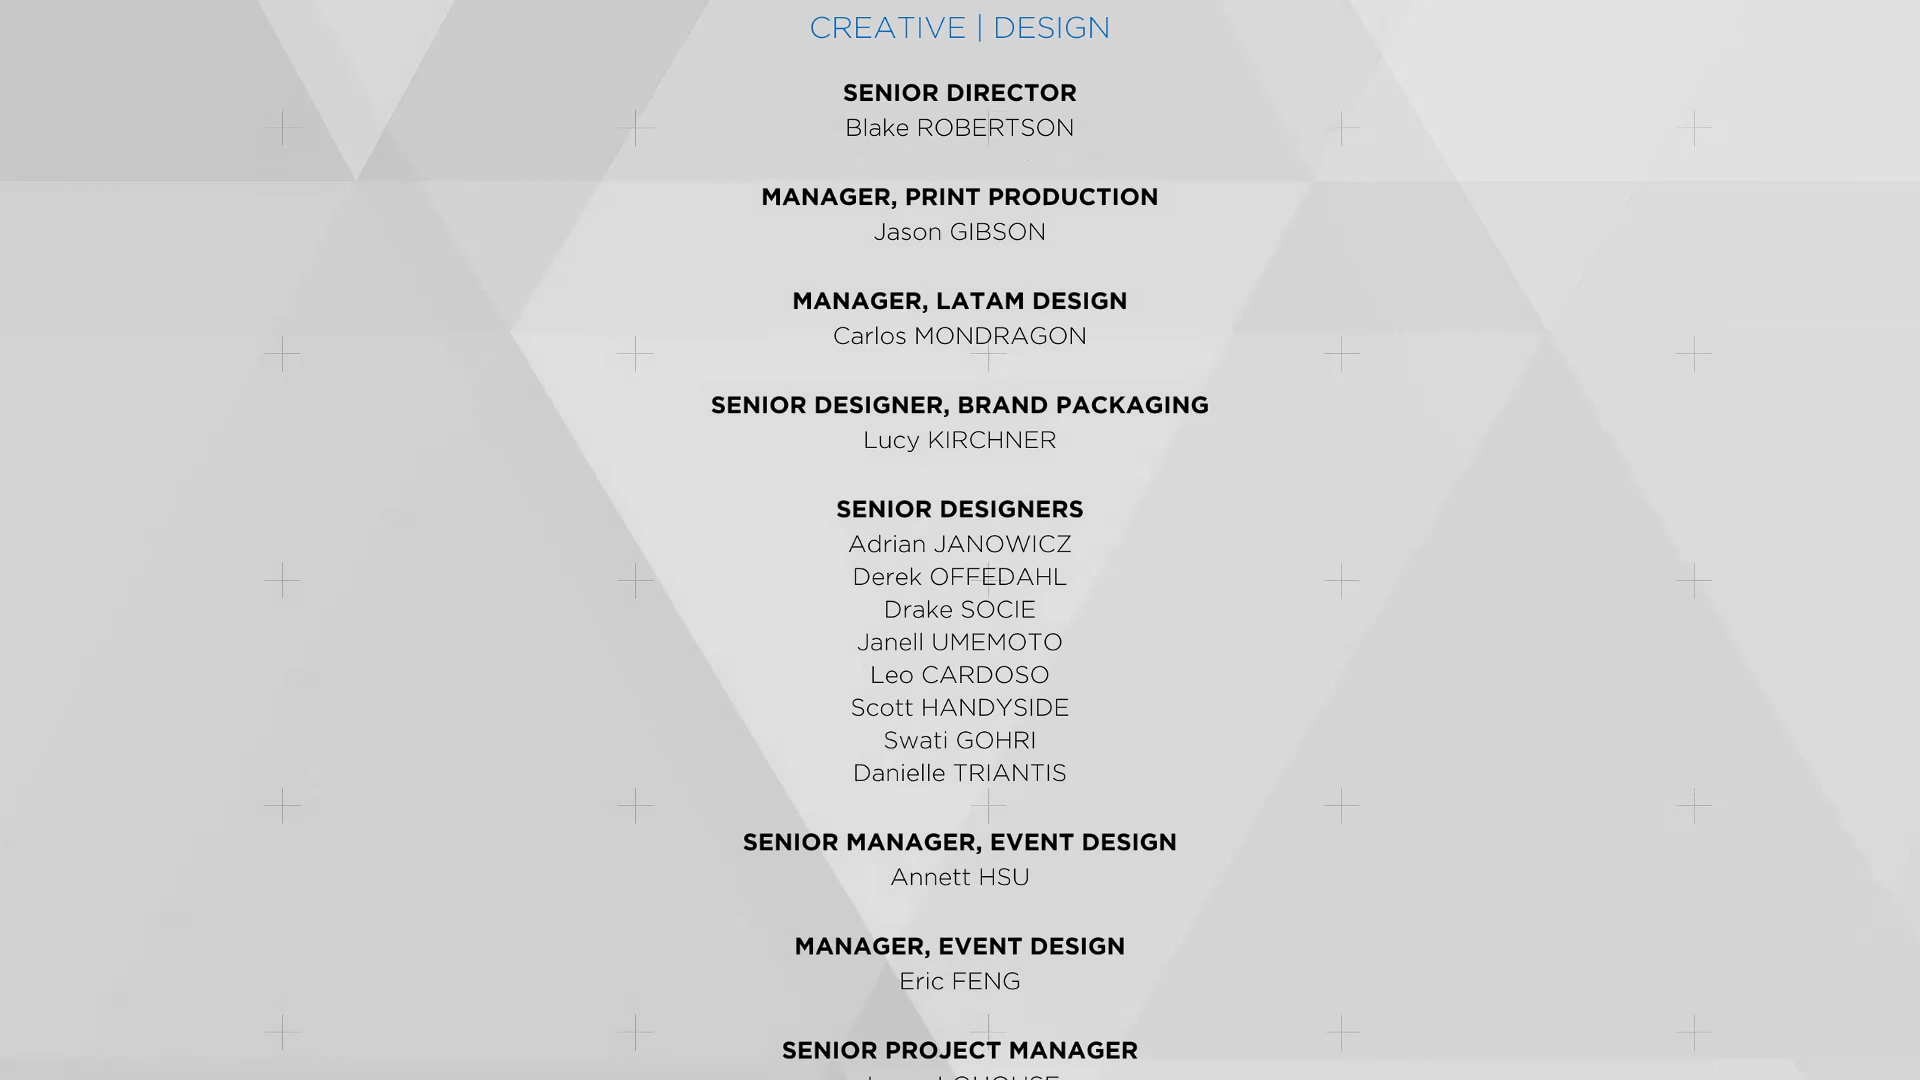 CREATIVE | DESIGN
SENIOR DIRECTOR
Blake ROBERTSON
MANAGER, PRINT PRODUCTION
Jason GIBSON
MANAGER, LATAM DESIGN
Carlos MONDRAGON
SENIOR DESIGNER, BRAND PACKAGING
Lucy KIRCHNER
SENIOR DESIGNERS
Adrian JANOWICZ
Derek OFFEDAHL
Drake SOCIE
Janell UMEMOTO
Leo CARDOSO
Scott HANDYSIDE
Swati GOHRI
Danielle TRIANTIS
SENIOR MANAGER, EVENT DESIGN
Annett HSU
MANAGER, EVENT DESIGN
Eric FENG
SENIOR PROJECT MANAGER